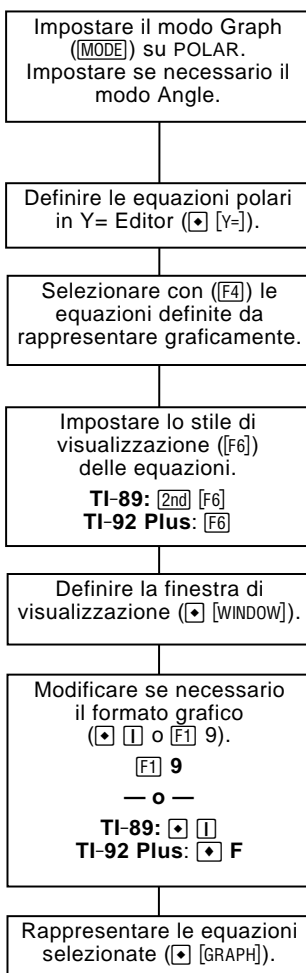 Impostare il modo Graph
([MODE]) su POLAR.
Impostare se necessario il
modo Angle.
Definire le equazioni polari
in Y= Editor (◆ [Y=]).
Selezionare con ([F4]) le
equazioni definite da
rappresentare graficamente.
Impostare lo stile di
visualizzazione ([F6])
delle equazioni.
TI-89: [2nd] [F6]
TI-92 Plus: [F6]
Definire la finestra di
visualizzazione (◆ [WINDOW]).
Modificare se necessario
il formato grafico
(◆ [|] o [F1] 9).
[F1] 9
— o —
TI-89: ◆ [|]
TI-92 Plus: ◆ F
Rappresentare le equazioni
selezionate (◆ [GRAPH]).